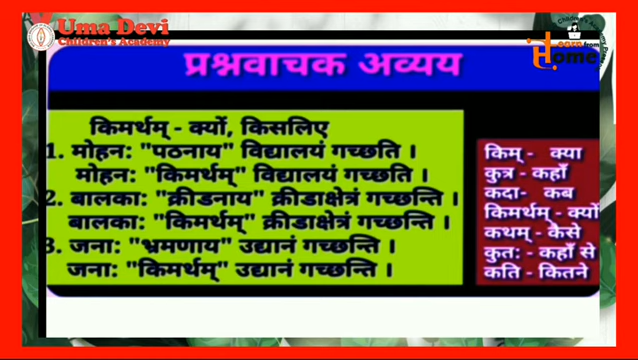 Uma Devi
Children's Academy
Learn from
Home
प्रश्नवाचक अव्यय
किमर्थम् - क्यों, किसलिए
1. मोहन: "पठनाय" विद्यालयं गच्छति ।
मोहन: "किमर्थम्" विद्यालयं गच्छति ।
2. बालका: "क्रीडनाय" क्रीडाक्षेत्रं गच्छन्ति ।
बालका: "किमर्थम्" क्रीडाक्षेत्रं गच्छन्ति ।
3. जना: "भ्रमणाय" उद्यानं गच्छन्ति ।
जना: "किमर्थम्" उद्यानं गच्छन्ति ।
किम् - क्या
कुत्र - कहाँ
कदा- कब
किमर्थम् - क्यों
कथम् - कैसे
कुत: - कहाँ से
कति - कितने